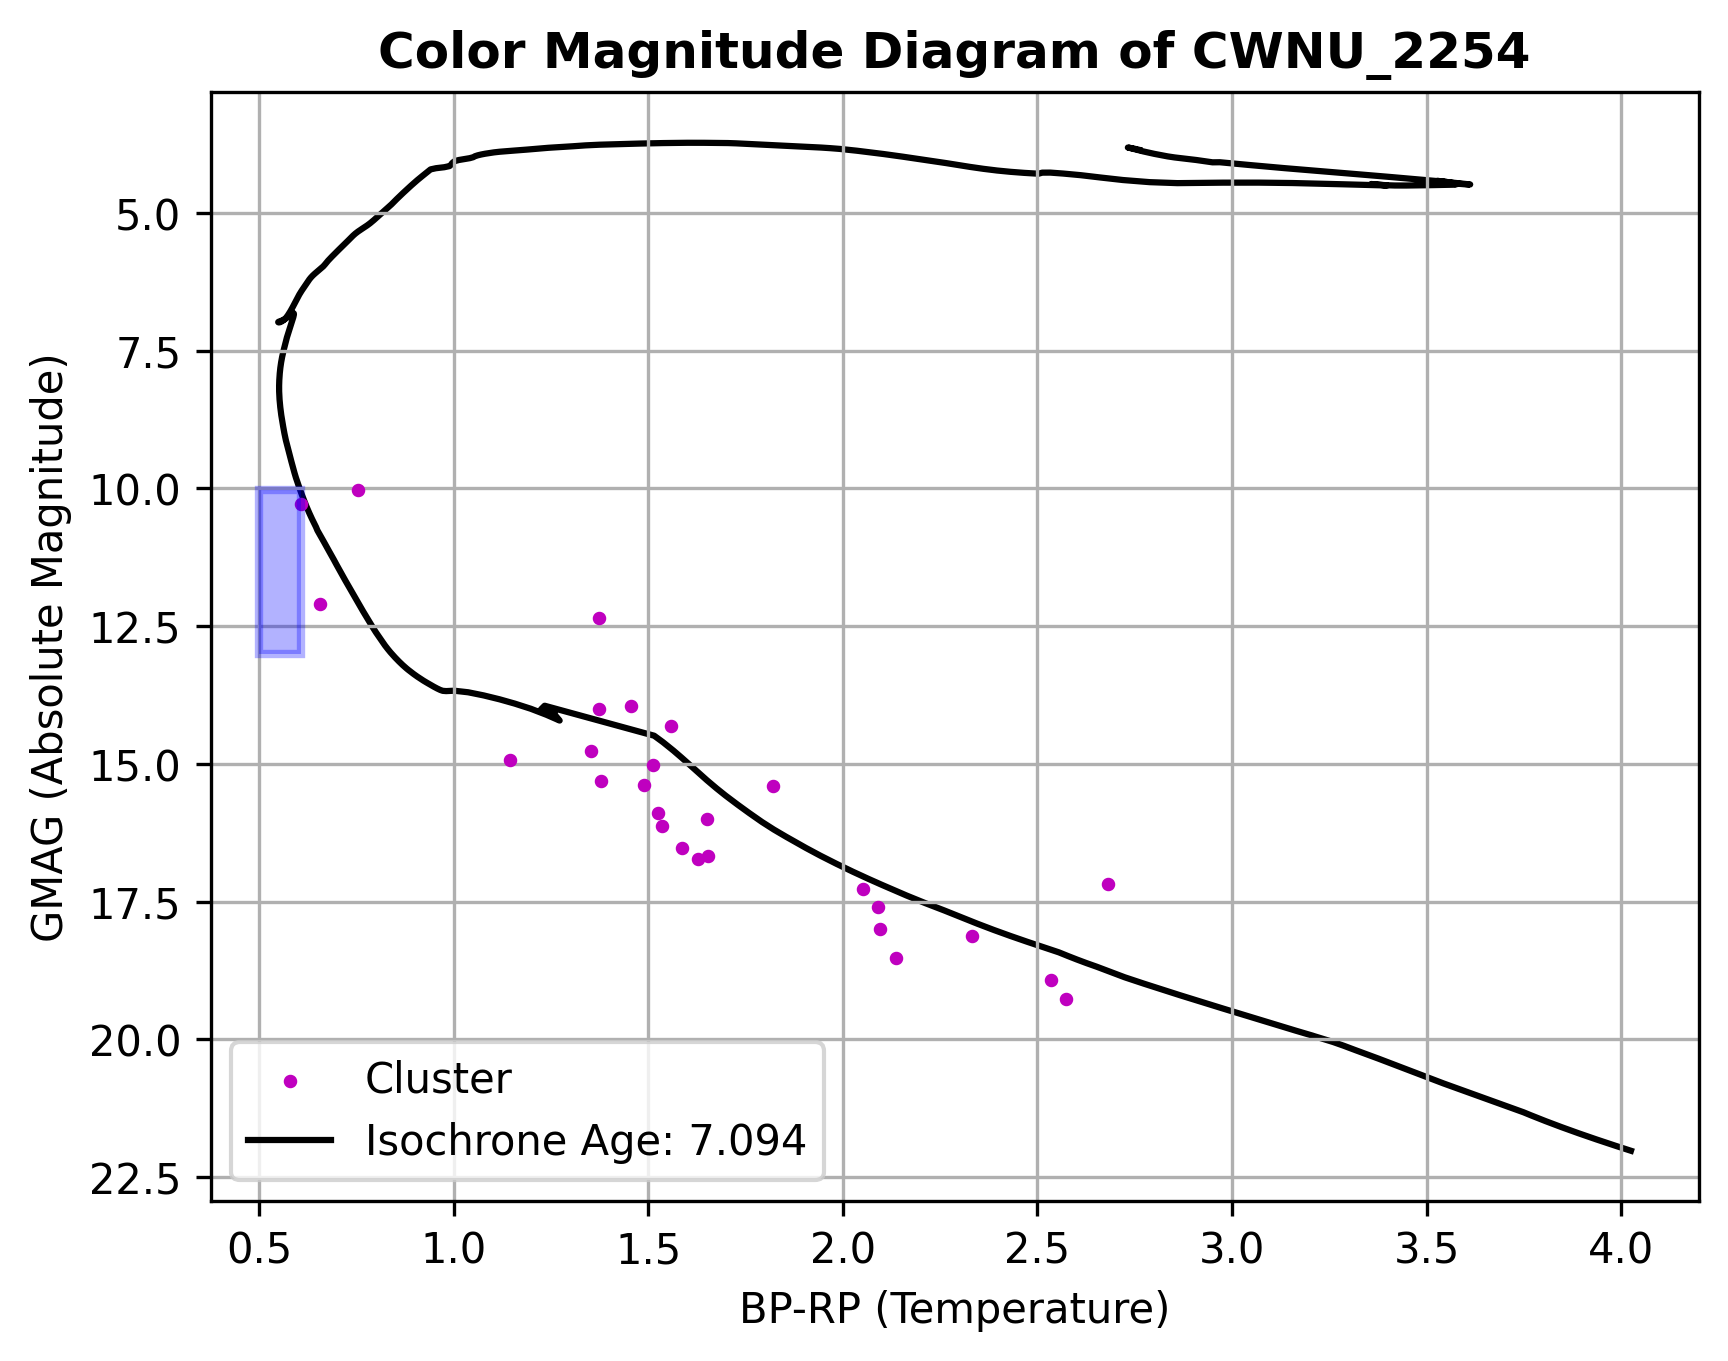 Color Magnitude Diagram of CWNU_2254
GMAG (Absolute Magnitude)
5.0
7.5
10.0
12.5
15.0
17.5
20.0
22.5
Cluster
Isochrone Age: 7.094
0.5 1.0 1.5 2.0 2.5 3.0 3.5 4.0
BP-RP (Temperature)